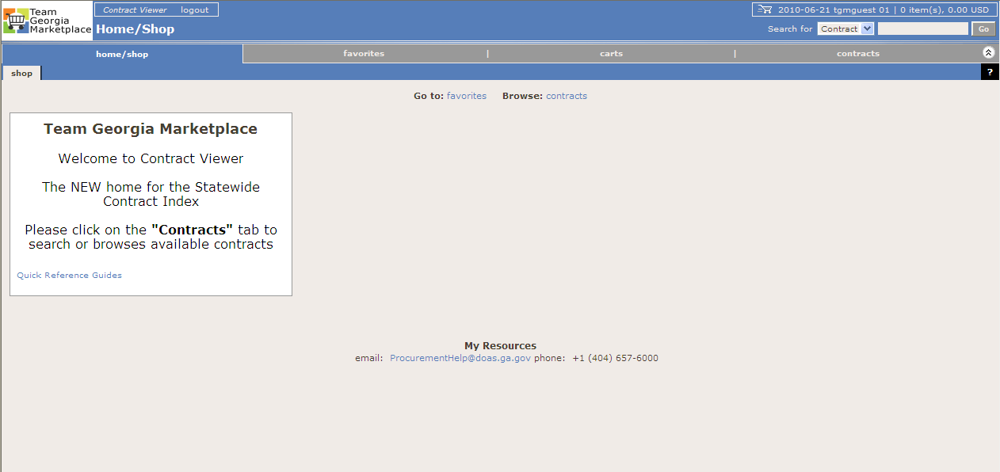 Team
Georgia
Marketplace
Contract Viewer logout
2010-06-21 tgmguest 01 | 0 item(s), 0.00 USD
Home/Shop
Search for Contract Go
home/shop favorites | carts | contracts
shop ?
Go to: favorites Browse: contracts
Team Georgia Marketplace
Welcome to Contract Viewer
The NEW home for the Statewide
Contract Index
Please click on the "Contracts" tab to
search or browses available contracts
Quick Reference Guides
My Resources
email: ProcurementHelp@doas.ga.gov phone: +1 (404) 657-6000